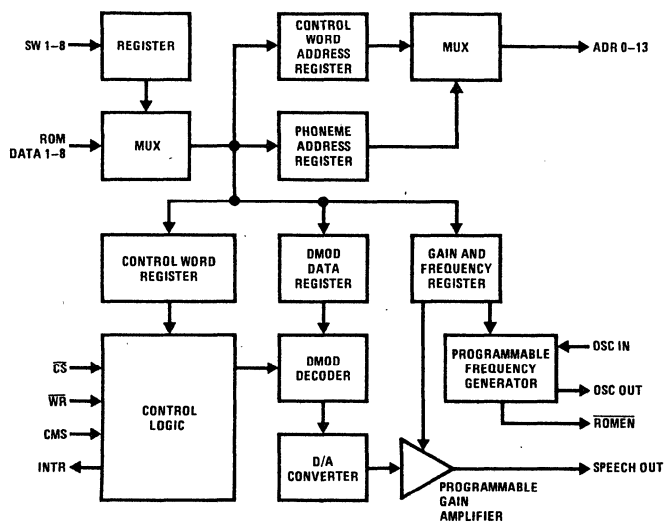 SW 1–8
REGISTER
CONTROL
WORD
ADDRESS
REGISTER
MUX
ADR 0–13
ROM
DATA 1–8
MUX
PHONEME
ADDRESS
REGISTER
CONTROL WORD
REGISTER
DMOD
DATA
REGISTER
GAIN AND
FREQUENCY
REGISTER
CS
WR
CMS
INTR
CONTROL
LOGIC
DMOD
DECODER
PROGRAMMABLE
FREQUENCY
GENERATOR
OSC IN
OSC OUT
ROMEN
D/A
CONVERTER
PROGRAMMABLE
GAIN
AMPLIFIER
SPEECH OUT